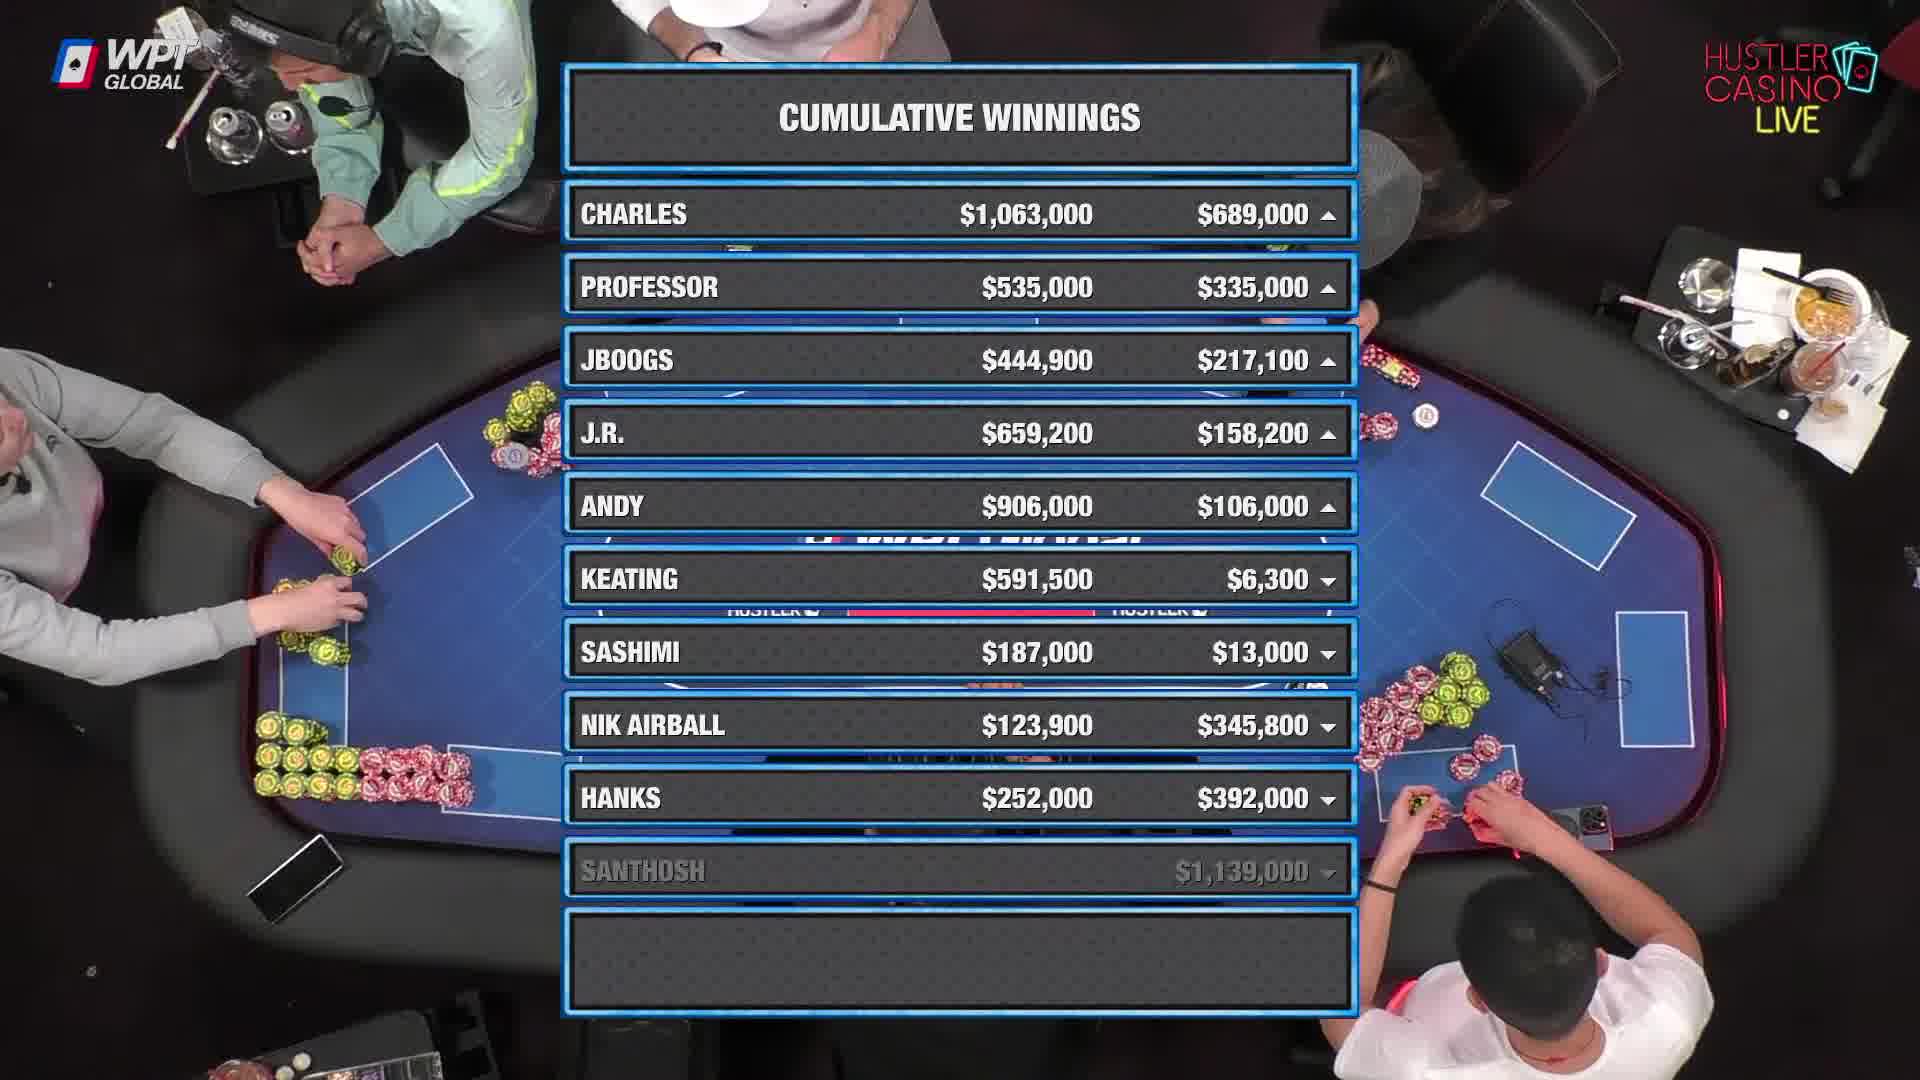 WPT
GLOBAL
HUSTLER
CASINO
LIVE
CUMULATIVE WINNINGS
CHARLES $1,063,000 $689,000
PROFESSOR $535,000 $335,000
JBOOGS $444,900 $217,100
J.R. $659,200 $158,200
ANDY $906,000 $106,000
KEATING $591,500 $6,300
HUSTLER HUSTLER
SASHIMI $187,000 $13,000
NIK AIRBALL $123,900 $345,800
HANKS $252,000 $392,000
SANTHOSH $1,139,000